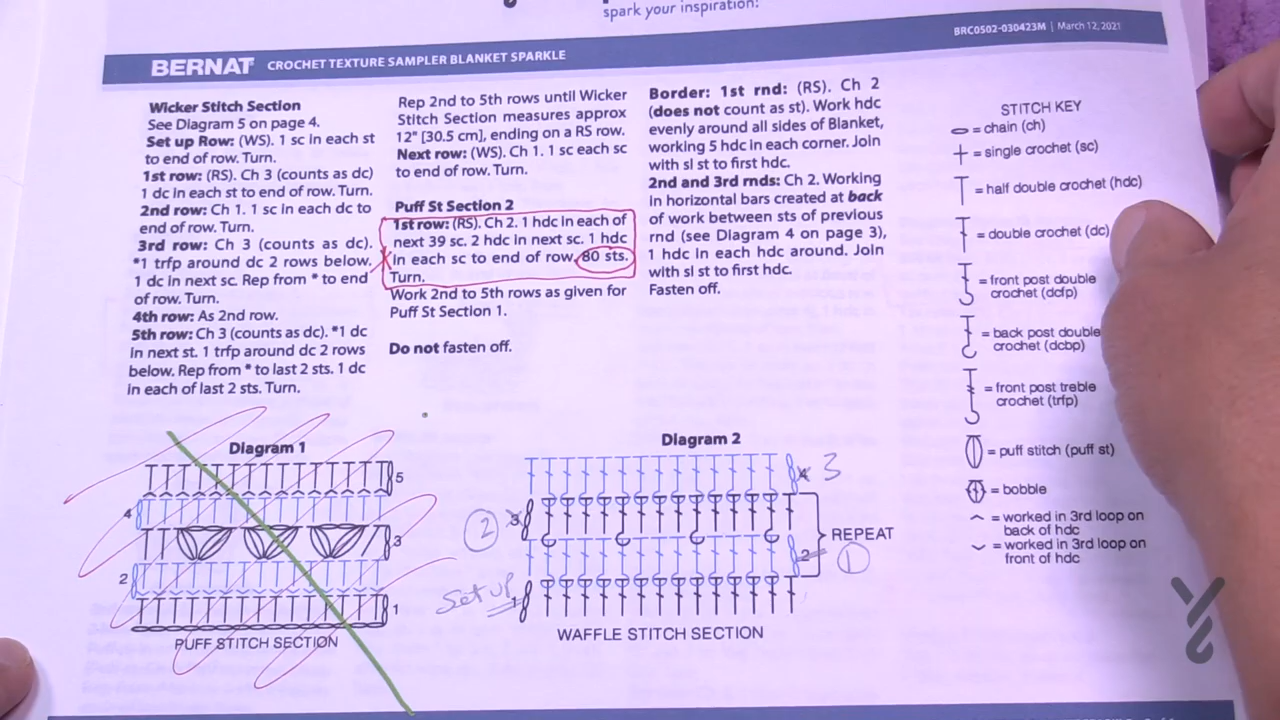 spark your inspiration!
BERNAT CROCHET TEXTURE SAMPLER BLANKET SPARKLE
BRC0502-030423M | March 12, 2021
Wicker Stitch Section
See Diagram 5 on page 4.
Set up Row: (WS). 1 sc in each st
to end of row. Turn.
1st row: (RS). Ch 3 (counts as dc)
1 dc in each st to end of row. Turn.
2nd row: Ch 1. 1 sc in each dc to
end of row. Turn.
3rd row: Ch 3 (counts as dc).
*1 trfp around dc 2 rows below.
1 dc in next sc. Rep from * to end
of row. Turn.
4th row: As 2nd row.
5th row: Ch 3 (counts as dc). *1 dc
in next st. 1 trfp around dc 2 rows
below. Rep from * to last 2 sts. 1 dc
in each of last 2 sts. Turn.
Rep 2nd to 5th rows until Wicker
Stitch Section measures approx
12" [30.5 cm], ending on a RS row.
Next row: (WS). Ch 1. 1 sc each sc
to end of row. Turn.
Puff St Section 2
1st row: (RS). Ch 2. 1 hdc in each of
next 39 sc. 2 hdc in next sc. 1 hdc
in each sc to end of row. 80 sts.
Turn.
Work 2nd to 5th rows as given for
Puff St Section 1.
Do not fasten off.
Border: 1st rnd: (RS). Ch 2
(does not count as st). Work hdc
evenly around all sides of Blanket,
working 5 hdc in each corner. Join
with sl st to first hdc.
2nd and 3rd rnds: Ch 2. Working
in horizontal bars created at back
of work between sts of previous
rnd (see Diagram 4 on page 3),
1 hdc in each hdc around. Join
with sl st to first hdc.
Fasten off.
STITCH KEY
= chain (ch)
= single crochet (sc)
= half double crochet (hdc)
= double crochet (dc)
= front post double
crochet (dcfp)
= back post double
crochet (dcbp)
= front post treble
crochet (trfp)
= puff stitch (puff st)
= bobble
= worked in 3rd loop on
back of hdc
= worked in 3rd loop on
front of hdc
Diagram 1
5
4
3
2
1
PUFF STITCH SECTION
Diagram 2
4 3
2 3
REPEAT
2 1
Set up 1
WAFFLE STITCH SECTION